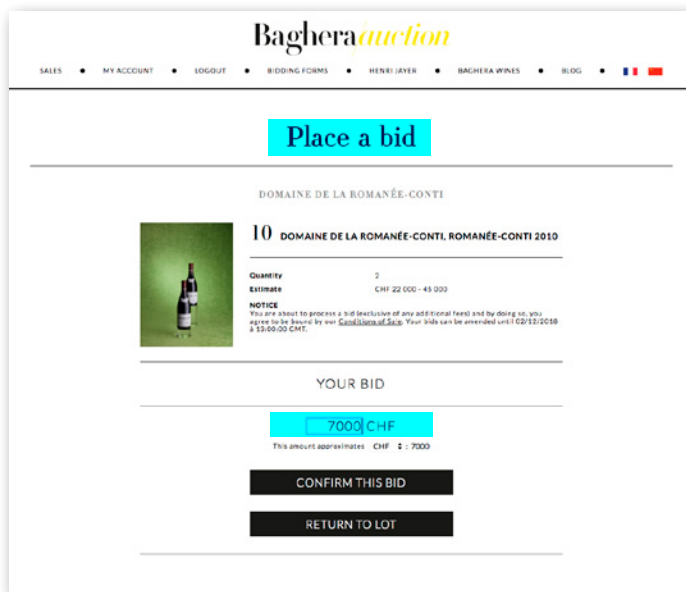 Baghera auction
SALES • MY ACCOUNT • LOGOUT • BIDDING FORMS • HENRI JAYER • BAGHERA WINES • BLOG •
Place a bid
DOMAINE DE LA ROMANÉE-CONTI
10 DOMAINE DE LA ROMANÉE-CONTI, ROMANÉE-CONTI 2010
Quantity 2
Estimate CHF 22 000 - 45 000
NOTICE
You are about to process a bid (exclusive of any additional fees) and by doing so, you
agree to be bound by our Conditions of Sale. Your bids can be amended until 02/12/2018
à 13:00:00 GMT.
YOUR BID
7000 CHF
This amount approximates CHF : 7000
CONFIRM THIS BID
RETURN TO LOT